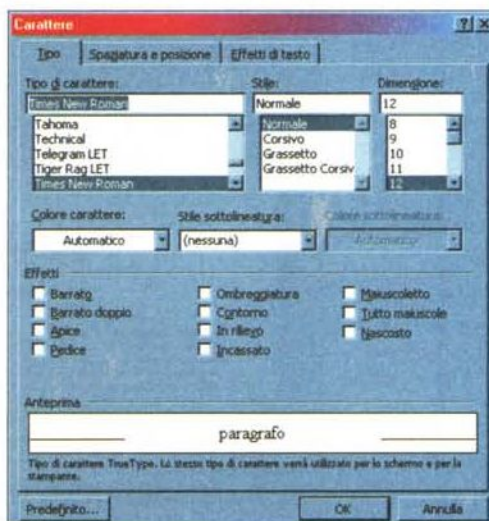 Carattere
Tipo Spaziatura e posizione Effetti di testo
Tipo di carattere: Stile: Dimensione:
Times New Roman Normale 12
Tahoma Normale 8
Technical Corsivo 9
Telegram LET Grassetto 10
Tiger Rag LET Grassetto Corsiv 11
Times New Roman 12
Colore carattere: Stile sottolineatura: Colore sottolineatura:
Automatico (nessuna) Automatico
Effetti
Barrato Ombreggiatura Maiuscoletto
Barrato doppio Contorno Tutto maiuscole
Apice In rilievo Nascosto
Pedice Incassato
Anteprima
paragrafo
Tipo di carattere TrueType. Lo stesso tipo di carattere verrà utilizzato per lo schermo e per la
stampante.
Predefinito... OK Annulla